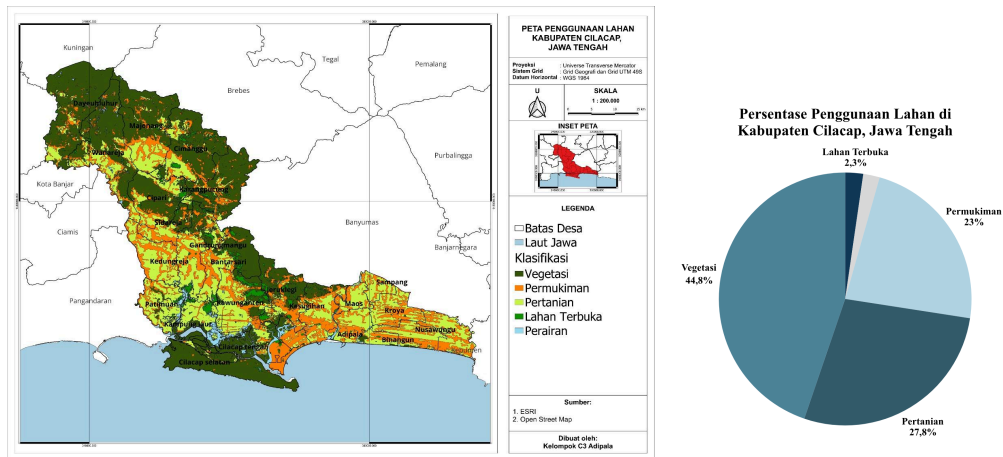 PETA PENGGUNAAN LAHAN
KABUPATEN CILACAP,
JAWA TENGAH
Proyeksi : Universe Transverse Mercator
Sistem Grid : Grid Geografi dan Grid UTM 49S
Datum Horizontal : WGS 1984
U
SKALA
1 : 200.000
INSET PETA
LEGENDA
Batas Desa
Laut Jawa
Klasifikasi
Vegetasi
Permukiman
Pertanian
Lahan Terbuka
Perairan
Sumber:
1. ESRI
2. Open Street Map
Dibuat oleh:
Kelompok C3 Adipala
Kuningan
Tegal
Pemalang
Brebes
Purbalingga
Kota Banjar
Ciamis
Banyumas
Banjarnegara
Pangandaran
Kebumen
Dayeuhluhur
Majenang
Cimanggu
Wanareja
Karangpucung
Cipari
Sidareja
Gandrungmangu
Kedungreja
Bantarsari
Sampang
Patimuan
Kawunganten
Jeruklegi
Kesugihan
Maos
Kroya
Kampung laut
Adipala
Nusawungu
Binangun
Cilacap tengah
Cilacap selatan
Persentase Penggunaan Lahan di
Kabupaten Cilacap, Jawa Tengah
Lahan Terbuka
2,3%
Permukiman
23%
Vegetasi
44,8%
Pertanian
27,8%